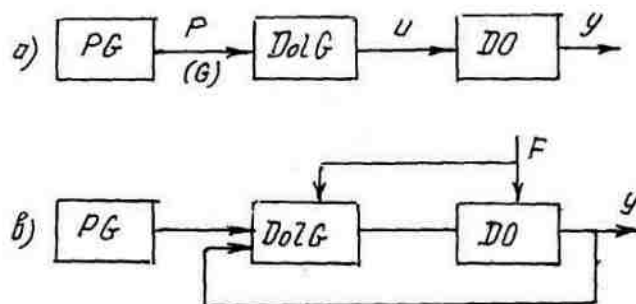 a) PG P (G) DolG u DO y
F
b) PG DolG DO y